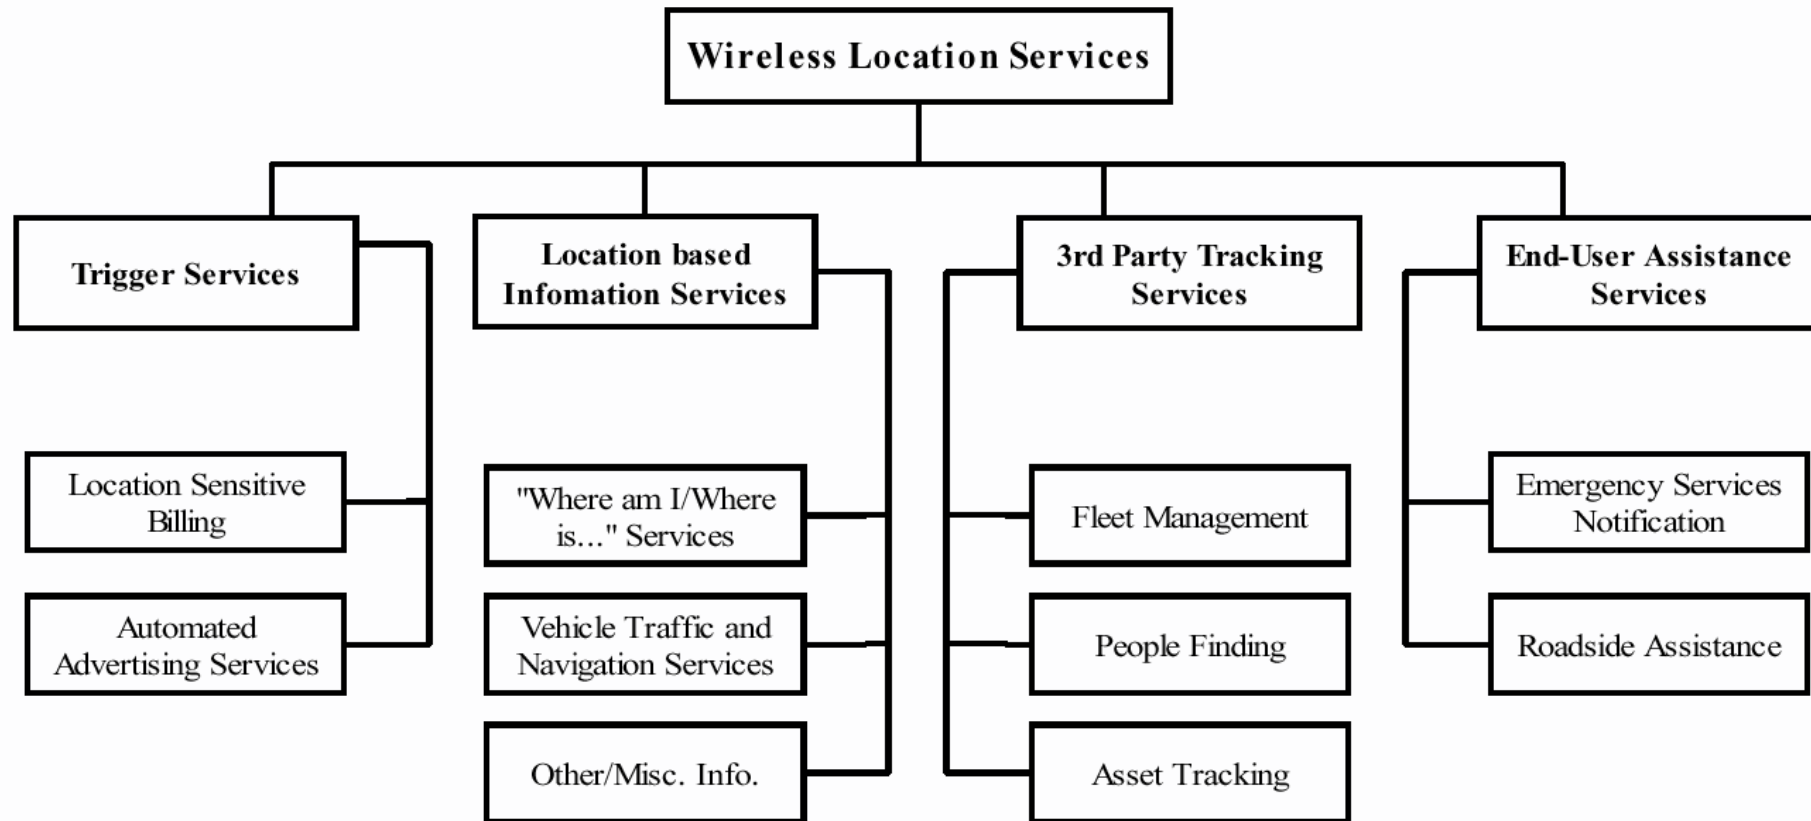 Wireless Location Services
Trigger Services
Location based
Infomation Services
3rd Party Tracking
Services
End-User Assistance
Services
Location Sensitive
Billing
Automated
Advertising Services
"Where am I/Where
is..." Services
Vehicle Traffic and
Navigation Services
Other/Misc. Info.
Fleet Management
People Finding
Asset Tracking
Emergency Services
Notification
Roadside Assistance